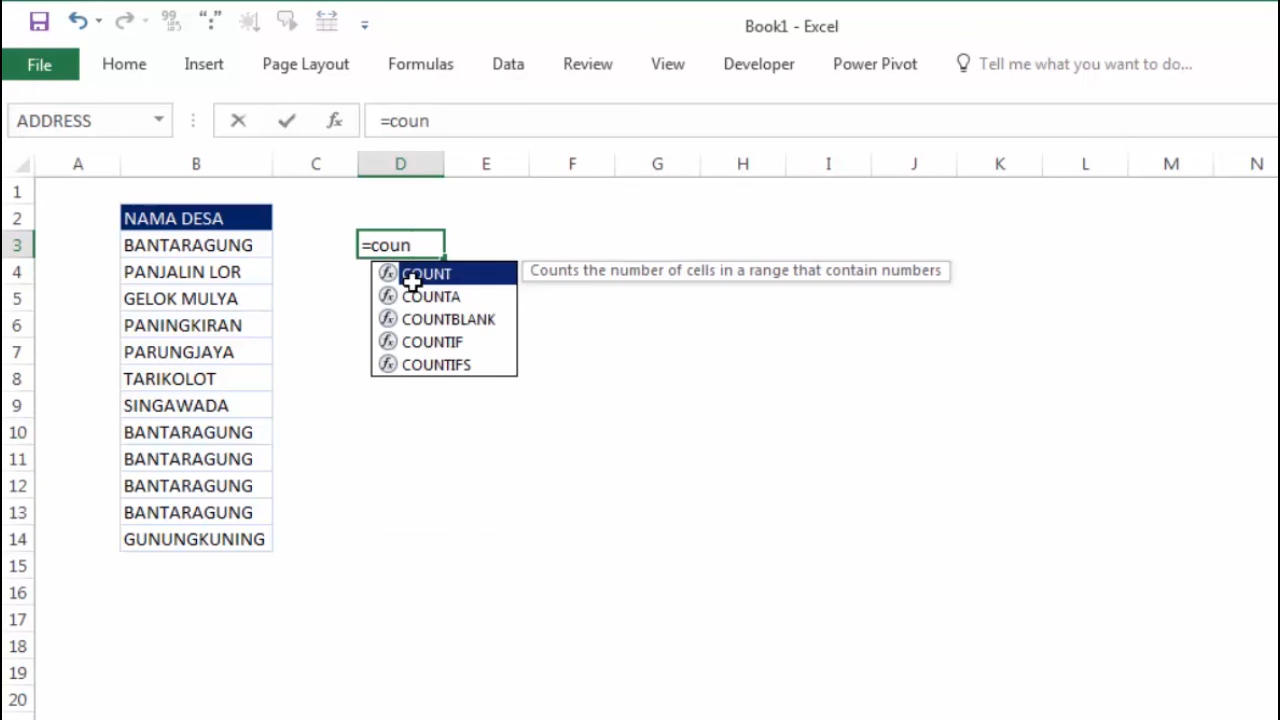 Book1 - Excel
File Home Insert Page Layout Formulas Data Review View Developer Power Pivot Tell me what you want to do...
ADDRESS =coun
A B C D E F G H I J K L M N
1
2 NAMA DESA
3 BANTARAGUNG =coun
4 PANJALIN LOR COUNT Counts the number of cells in a range that contain numbers
5 GELOK MULYA COUNTA
6 PANINGKIRAN COUNTBLANK
7 PARUNGJAYA COUNTIF
8 TARIKOLOT COUNTIFS
9 SINGAWADA
10 BANTARAGUNG
11 BANTARAGUNG
12 BANTARAGUNG
13 BANTARAGUNG
14 GUNUNGKUNING
15
16
17
18
19
20